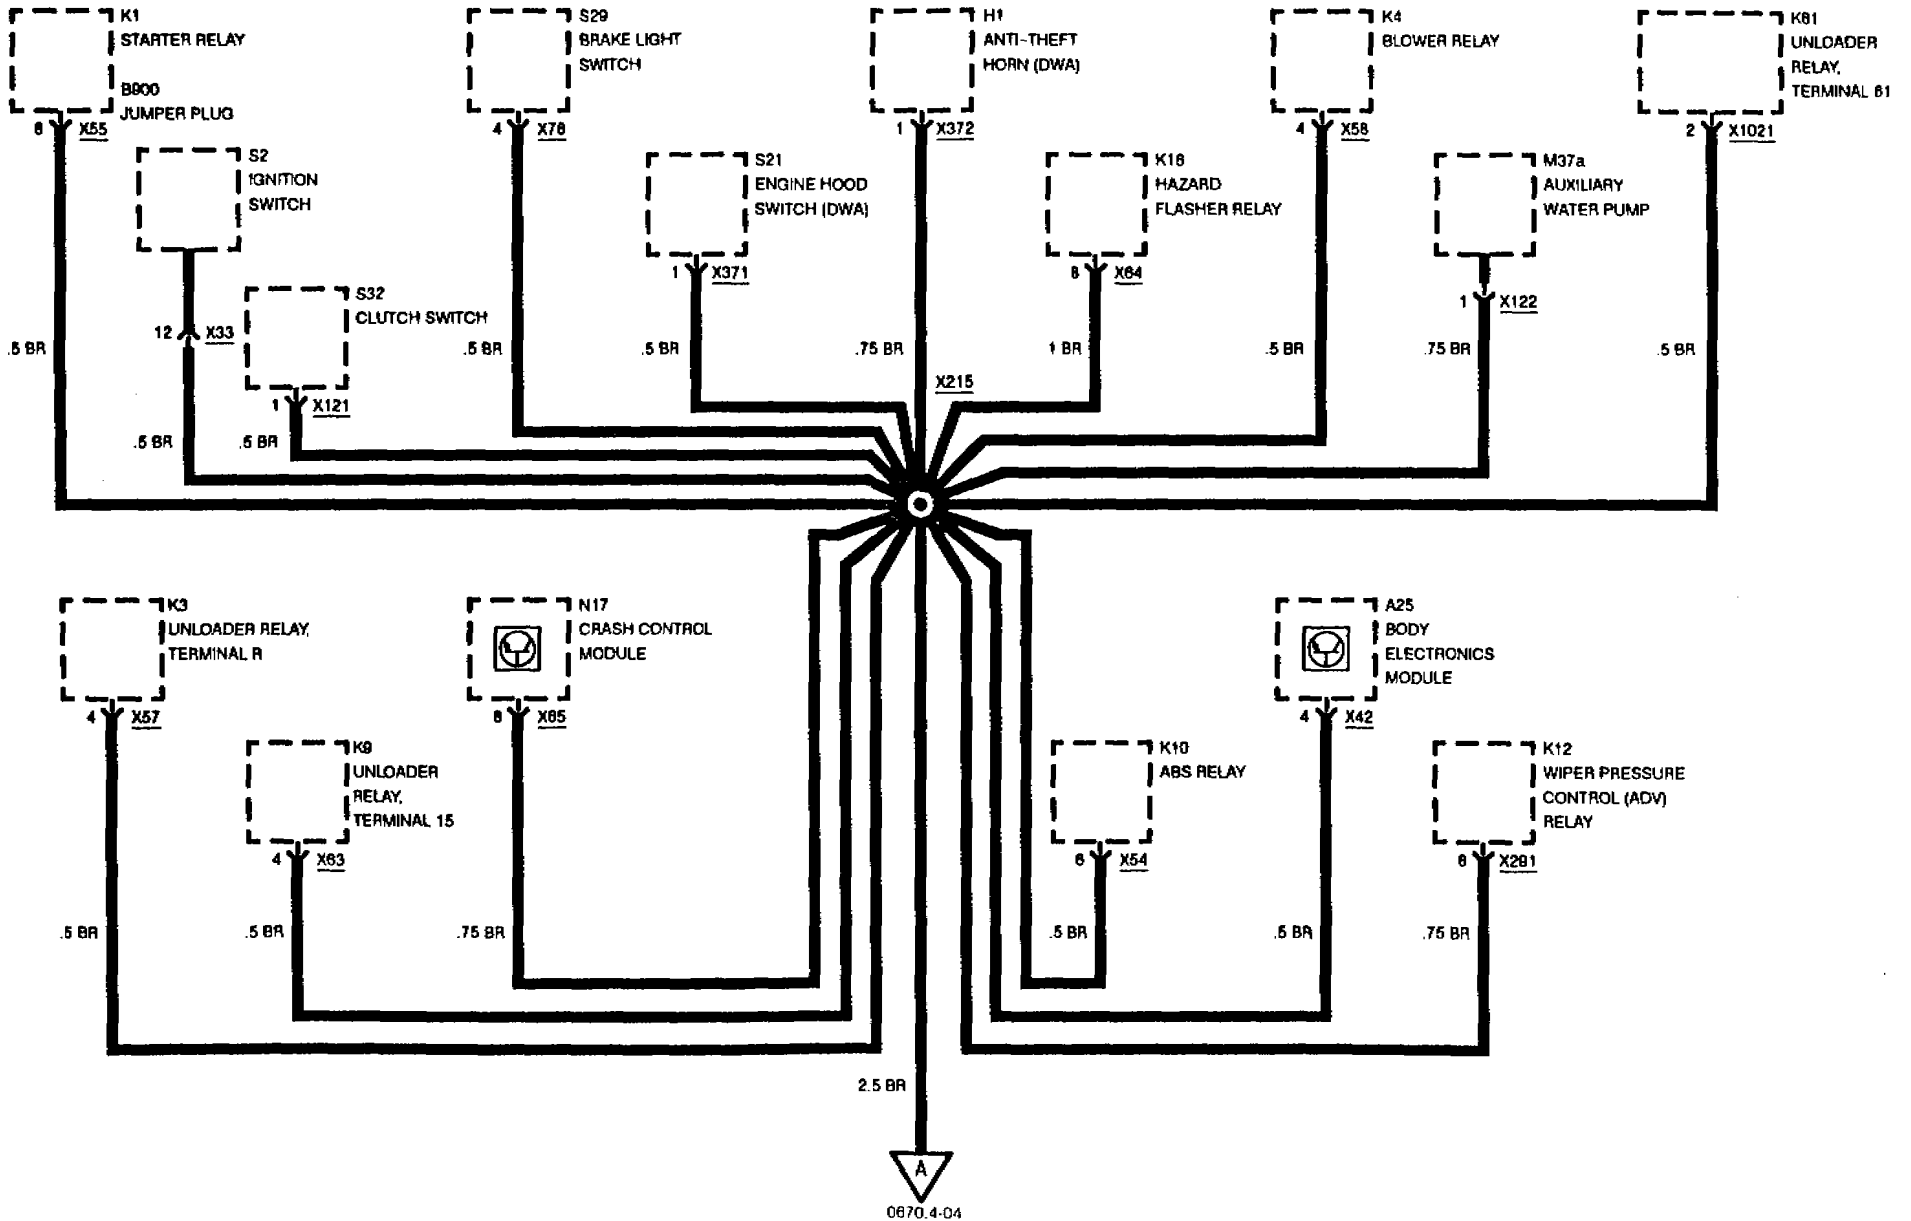 K1
STARTER RELAY
B900
JUMPER PLUG
6 X55
S29
BRAKE LIGHT
SWITCH
4 X76
H1
ANTI-THEFT
HORN (DWA)
1 X372
K4
BLOWER RELAY
4 X58
K61
UNLOADER
RELAY,
TERMINAL 61
2 X1021
S2
IGNITION
SWITCH
12 X33
S21
ENGINE HOOD
SWITCH (DWA)
1 X371
K16
HAZARD
FLASHER RELAY
8 X64
M37a
AUXILIARY
WATER PUMP
1 X122
S32
CLUTCH SWITCH
1 X121
.5 BR
.5 BR
.5 BR
.75 BR
1 BR
.5 BR
.75 BR
.5 BR
X215
.5 BR
.5 BR
K3
UNLOADER RELAY,
TERMINAL R
4 X57
N17
CRASH CONTROL
MODULE
6 X65
A25
BODY
ELECTRONICS
MODULE
4 X42
K9
UNLOADER
RELAY,
TERMINAL 15
4 X63
K10
ABS RELAY
6 X54
K12
WIPER PRESSURE
CONTROL (ADV)
RELAY
6 X291
.5 BR
.5 BR
.75 BR
.5 BR
.5 BR
.75 BR
2.5 BR
A
0670.4-04